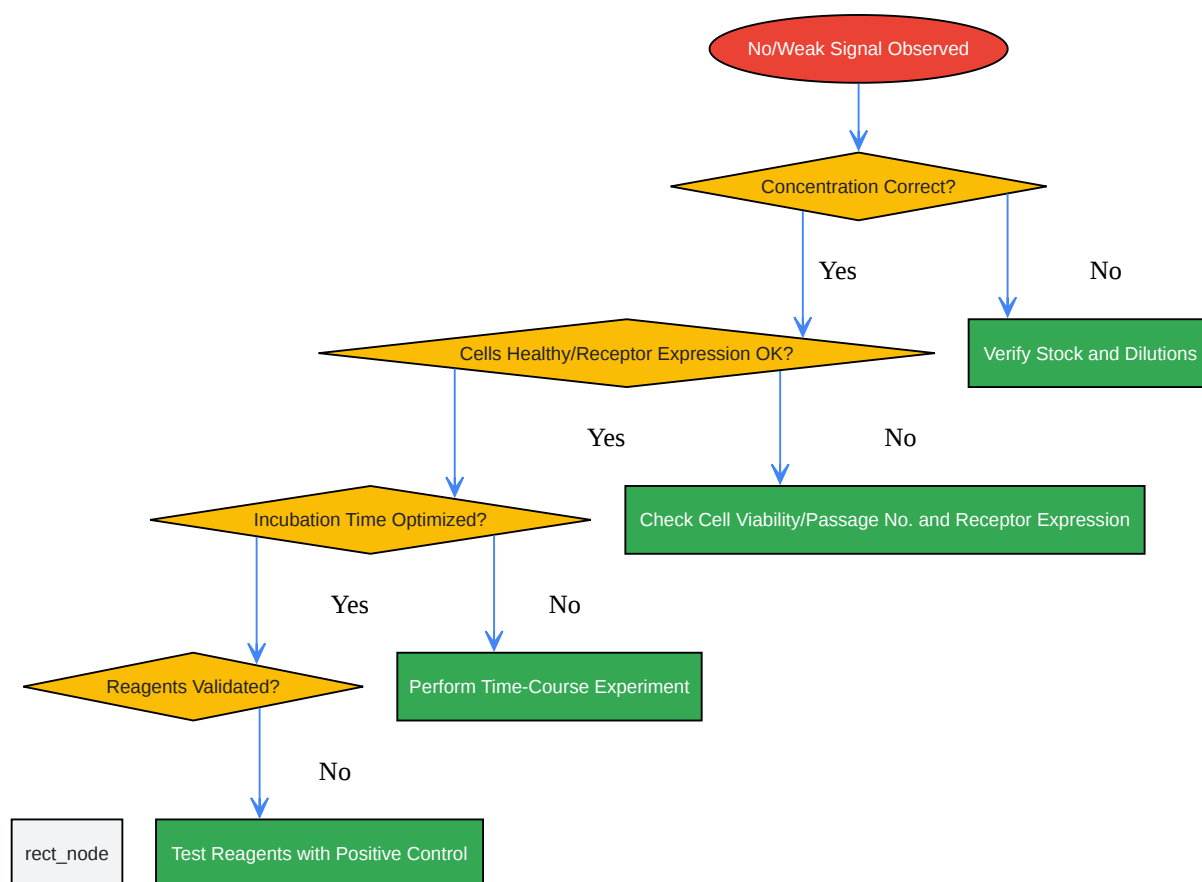 No/Weak Signal Observed
Concentration Correct?
Yes
No
Cells Healthy/Receptor Expression OK?
Verify Stock and Dilutions
Yes
No
Incubation Time Optimized?
Check Cell Viability/Passage No. and Receptor Expression
Yes
No
Reagents Validated?
Perform Time-Course Experiment
No
rect_node
Test Reagents with Positive Control